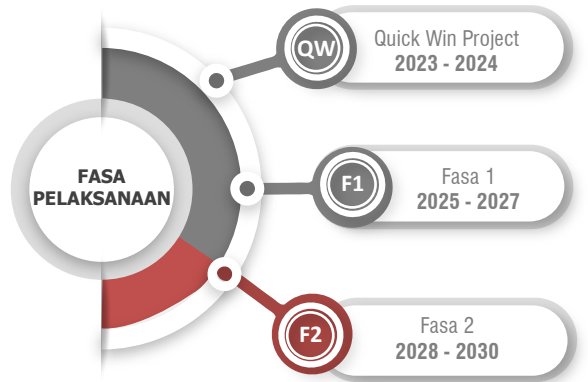 FASA
PELAKSANAAN
QW
Quick Win Project
2023 - 2024
F1
Fasa 1
2025 - 2027
F2
Fasa 2
2028 - 2030